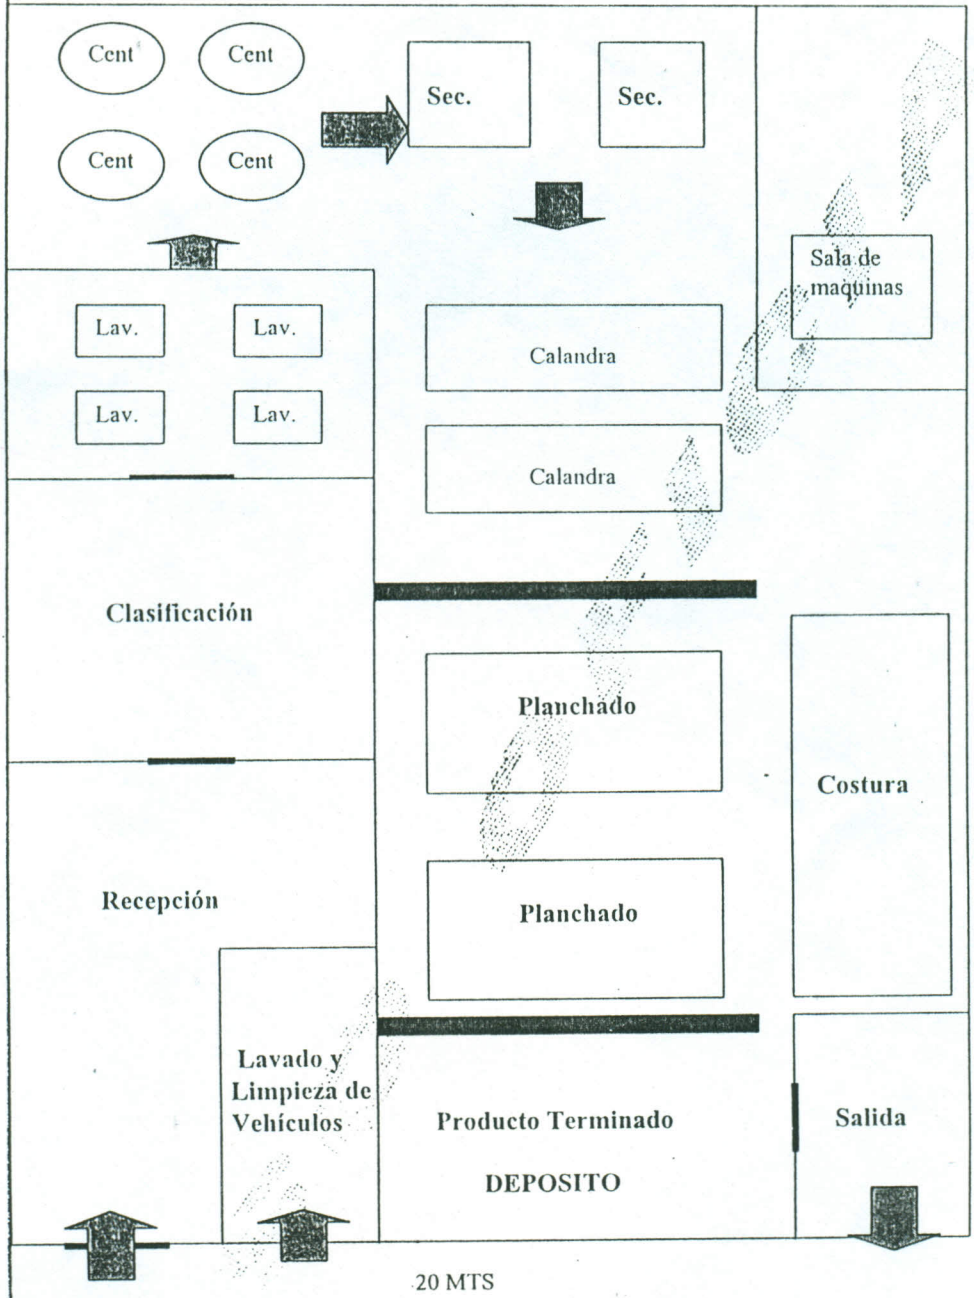 Cent
Cent
Sec.
Sec.
Cent
Cent
Sala de
maquinas
Lav.
Lav.
Calandra
Lav.
Lav.
Calandra
Clasificación
Planchado
Costura
Recepción
Planchado
Lavado y
Limpieza de
Vehículos
Producto Terminado
DEPOSITO
Salida
20 MTS